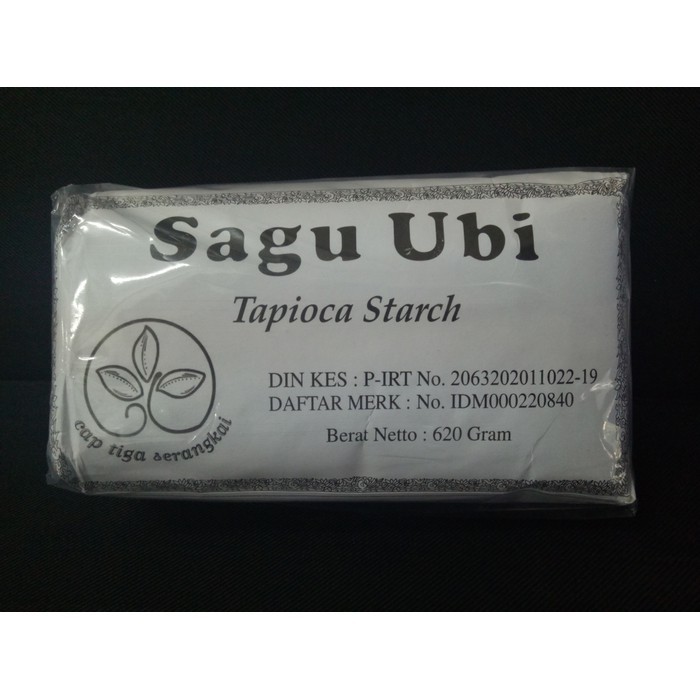 Sagu Ubi
Tapioca Starch
DIN KES : P-IRT No. 2063202011022-19
DAFTAR MERK : No. IDM000220840
Berat Netto : 620 Gram
cap tiga serangkai